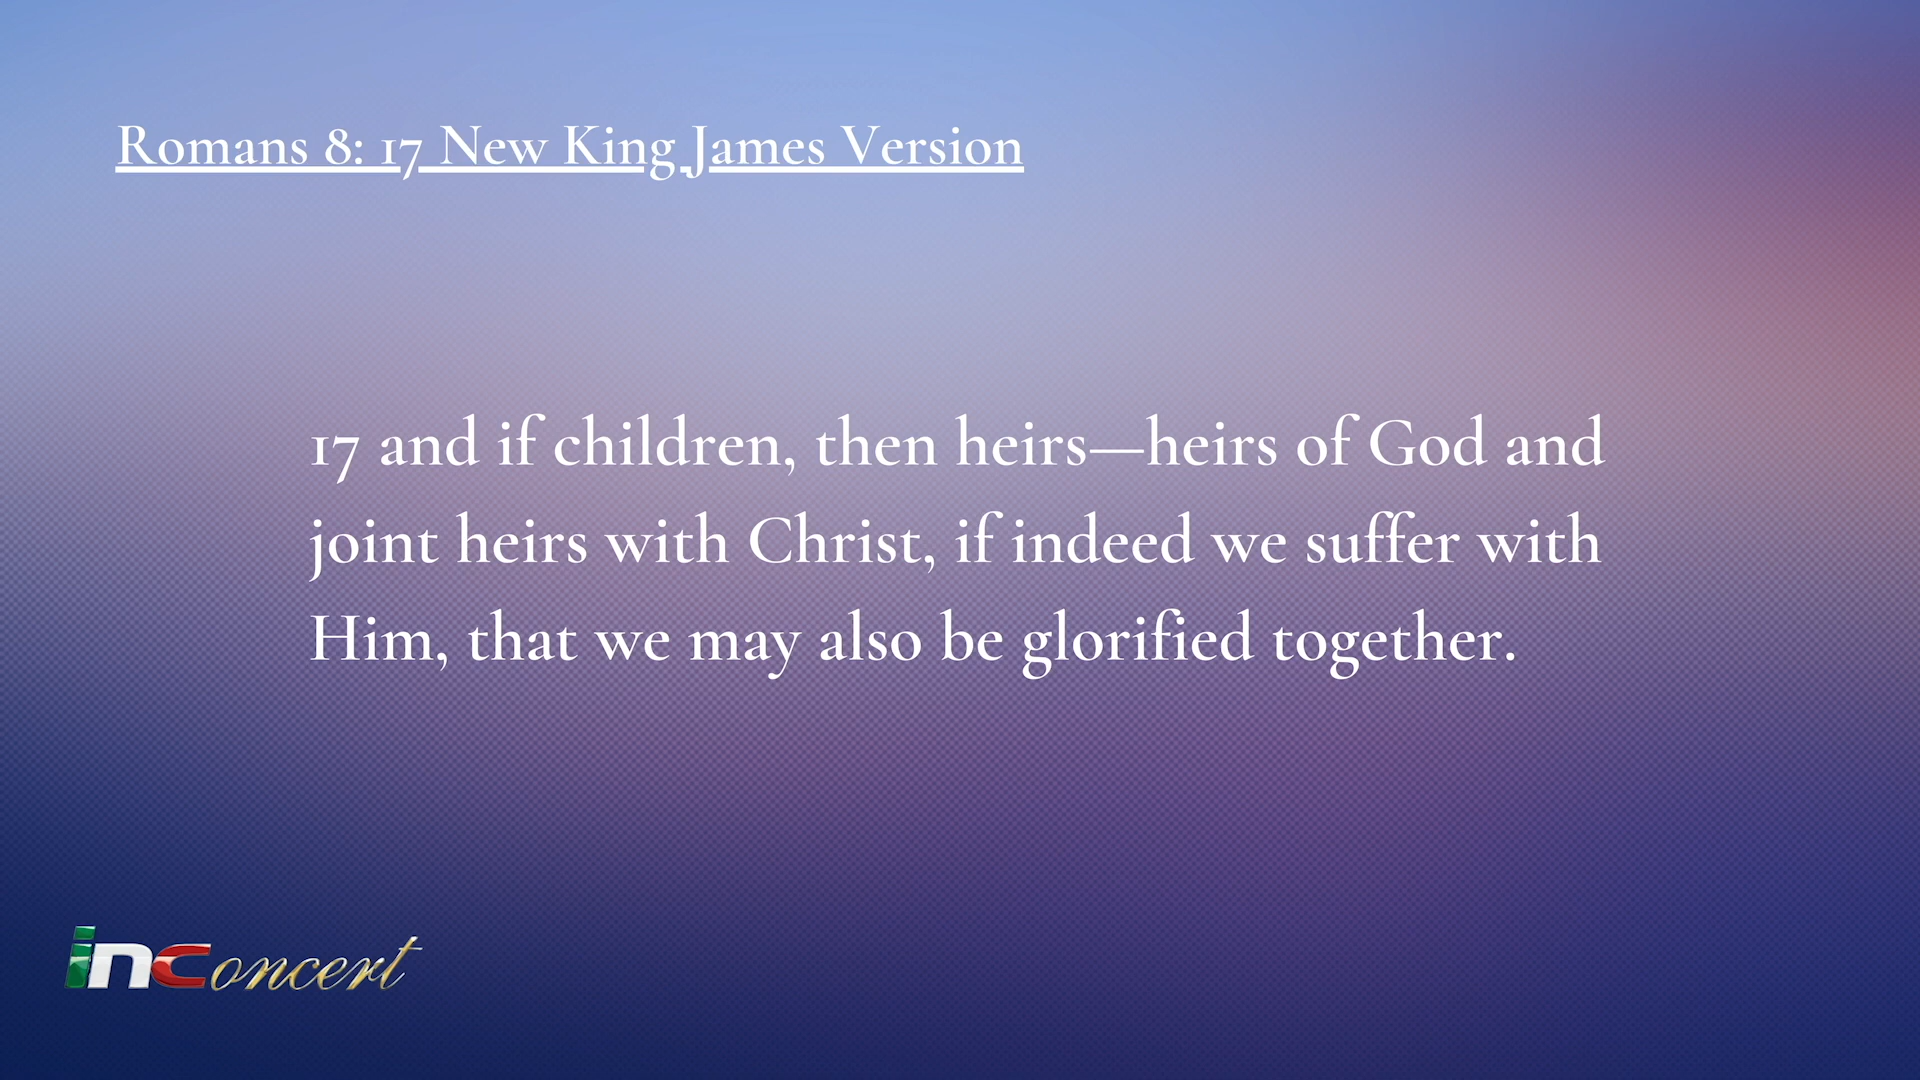 Romans 8: 17 New King James Version
17 and if children, then heirs—heirs of God and
joint heirs with Christ, if indeed we suffer with
Him, that we may also be glorified together.
inConcert